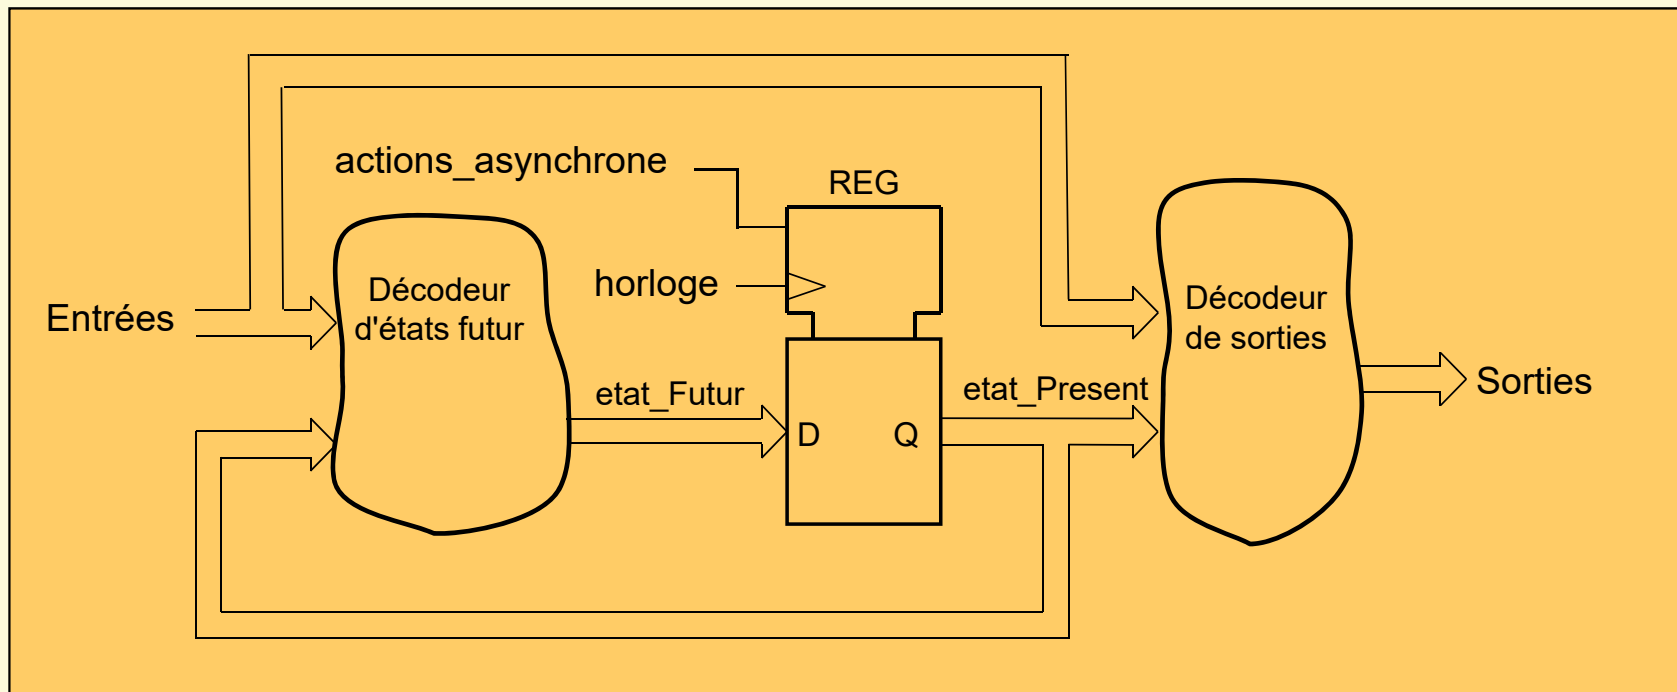 actions_asynchrone
REG
horloge
Entrées
Décodeur
d'états futur
Décodeur
de sorties
etat_Futur
etat_Present
Sorties
D
Q